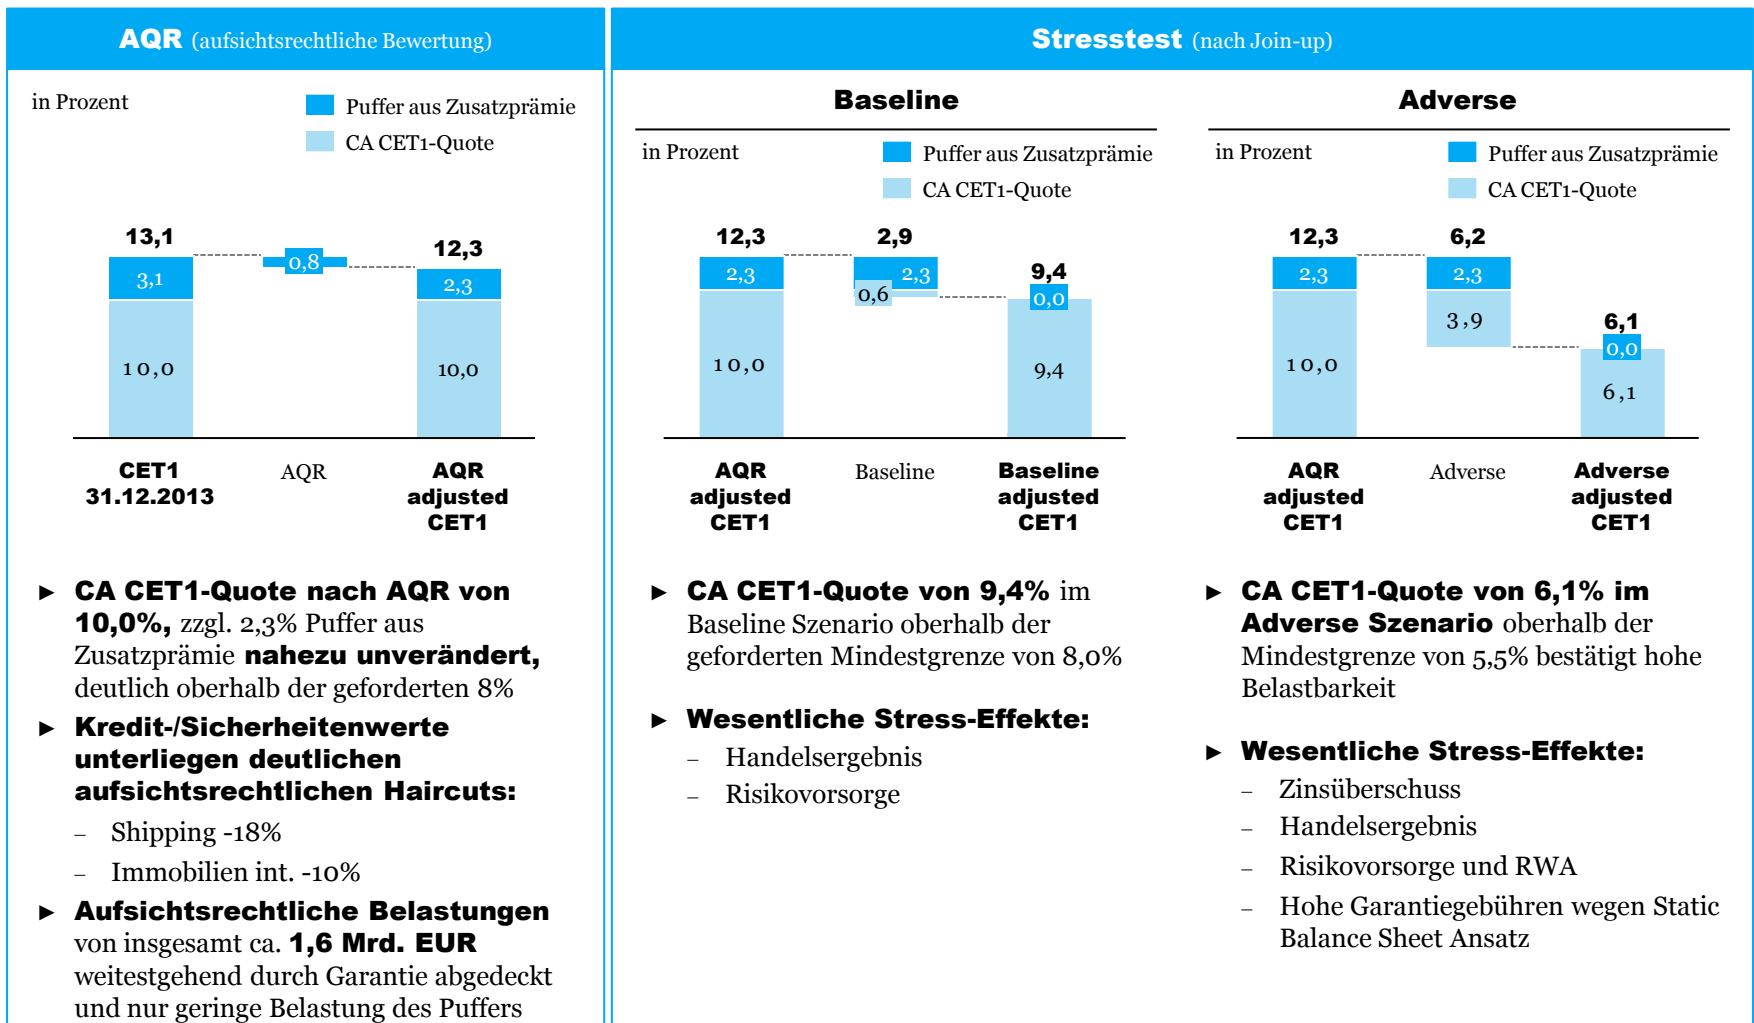 AQR (aufsichtsrechtliche Bewertung)
in Prozent
Puffer aus Zusatzprämie
CA CET1-Quote
13,1
3,1
10,0
0,8
12,3
2,3
10,0
CET1
31.12.2013
AQR
AQR
adjusted
CET1
► CA CET1-Quote nach AQR von
10,0%, zzgl. 2,3% Puffer aus
Zusatzprämie nahezu unverändert,
deutlich oberhalb der geforderten 8%
► Kredit-/Sicherheitenwerte
unterliegen deutlichen
aufsichtsrechtlichen Haircuts:
– Shipping -18%
– Immobilien int. -10%
► Aufsichtsrechtliche Belastungen
von insgesamt ca. 1,6 Mrd. EUR
weitestgehend durch Garantie abgedeckt
und nur geringe Belastung des Puffers
Stresstest (nach Join-up)
Baseline
in Prozent
Puffer aus Zusatzprämie
CA CET1-Quote
12,3
2,3
10,0
2,9
2,3
0,6
9,4
0,0
9,4
AQR
adjusted
CET1
Baseline
Baseline
adjusted
CET1
► CA CET1-Quote von 9,4% im
Baseline Szenario oberhalb der
geforderten Mindestgrenze von 8,0%
► Wesentliche Stress-Effekte:
– Handelsergebnis
– Risikovorsorge
Adverse
in Prozent
Puffer aus Zusatzprämie
CA CET1-Quote
12,3
2,3
10,0
6,2
2,3
3,9
6,1
0,0
6,1
AQR
adjusted
CET1
Adverse
Adverse
adjusted
CET1
► CA CET1-Quote von 6,1% im
Adverse Szenario oberhalb der
Mindestgrenze von 5,5% bestätigt hohe
Belastbarkeit
► Wesentliche Stress-Effekte:
– Zinsüberschuss
– Handelsergebnis
– Risikovorsorge und RWA
– Hohe Garantiegebühren wegen Static
Balance Sheet Ansatz